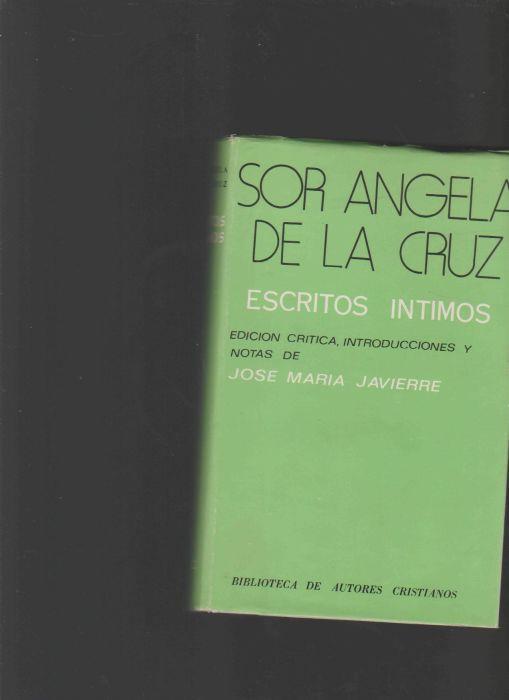 SOR ANGELA
DE LA CRUZ
ESCRITOS INTIMOS
EDICION CRITICA, INTRODUCCIONES Y
NOTAS DE
JOSE MARIA JAVIERRE
BIBLIOTECA DE AUTORES CRISTIANOS